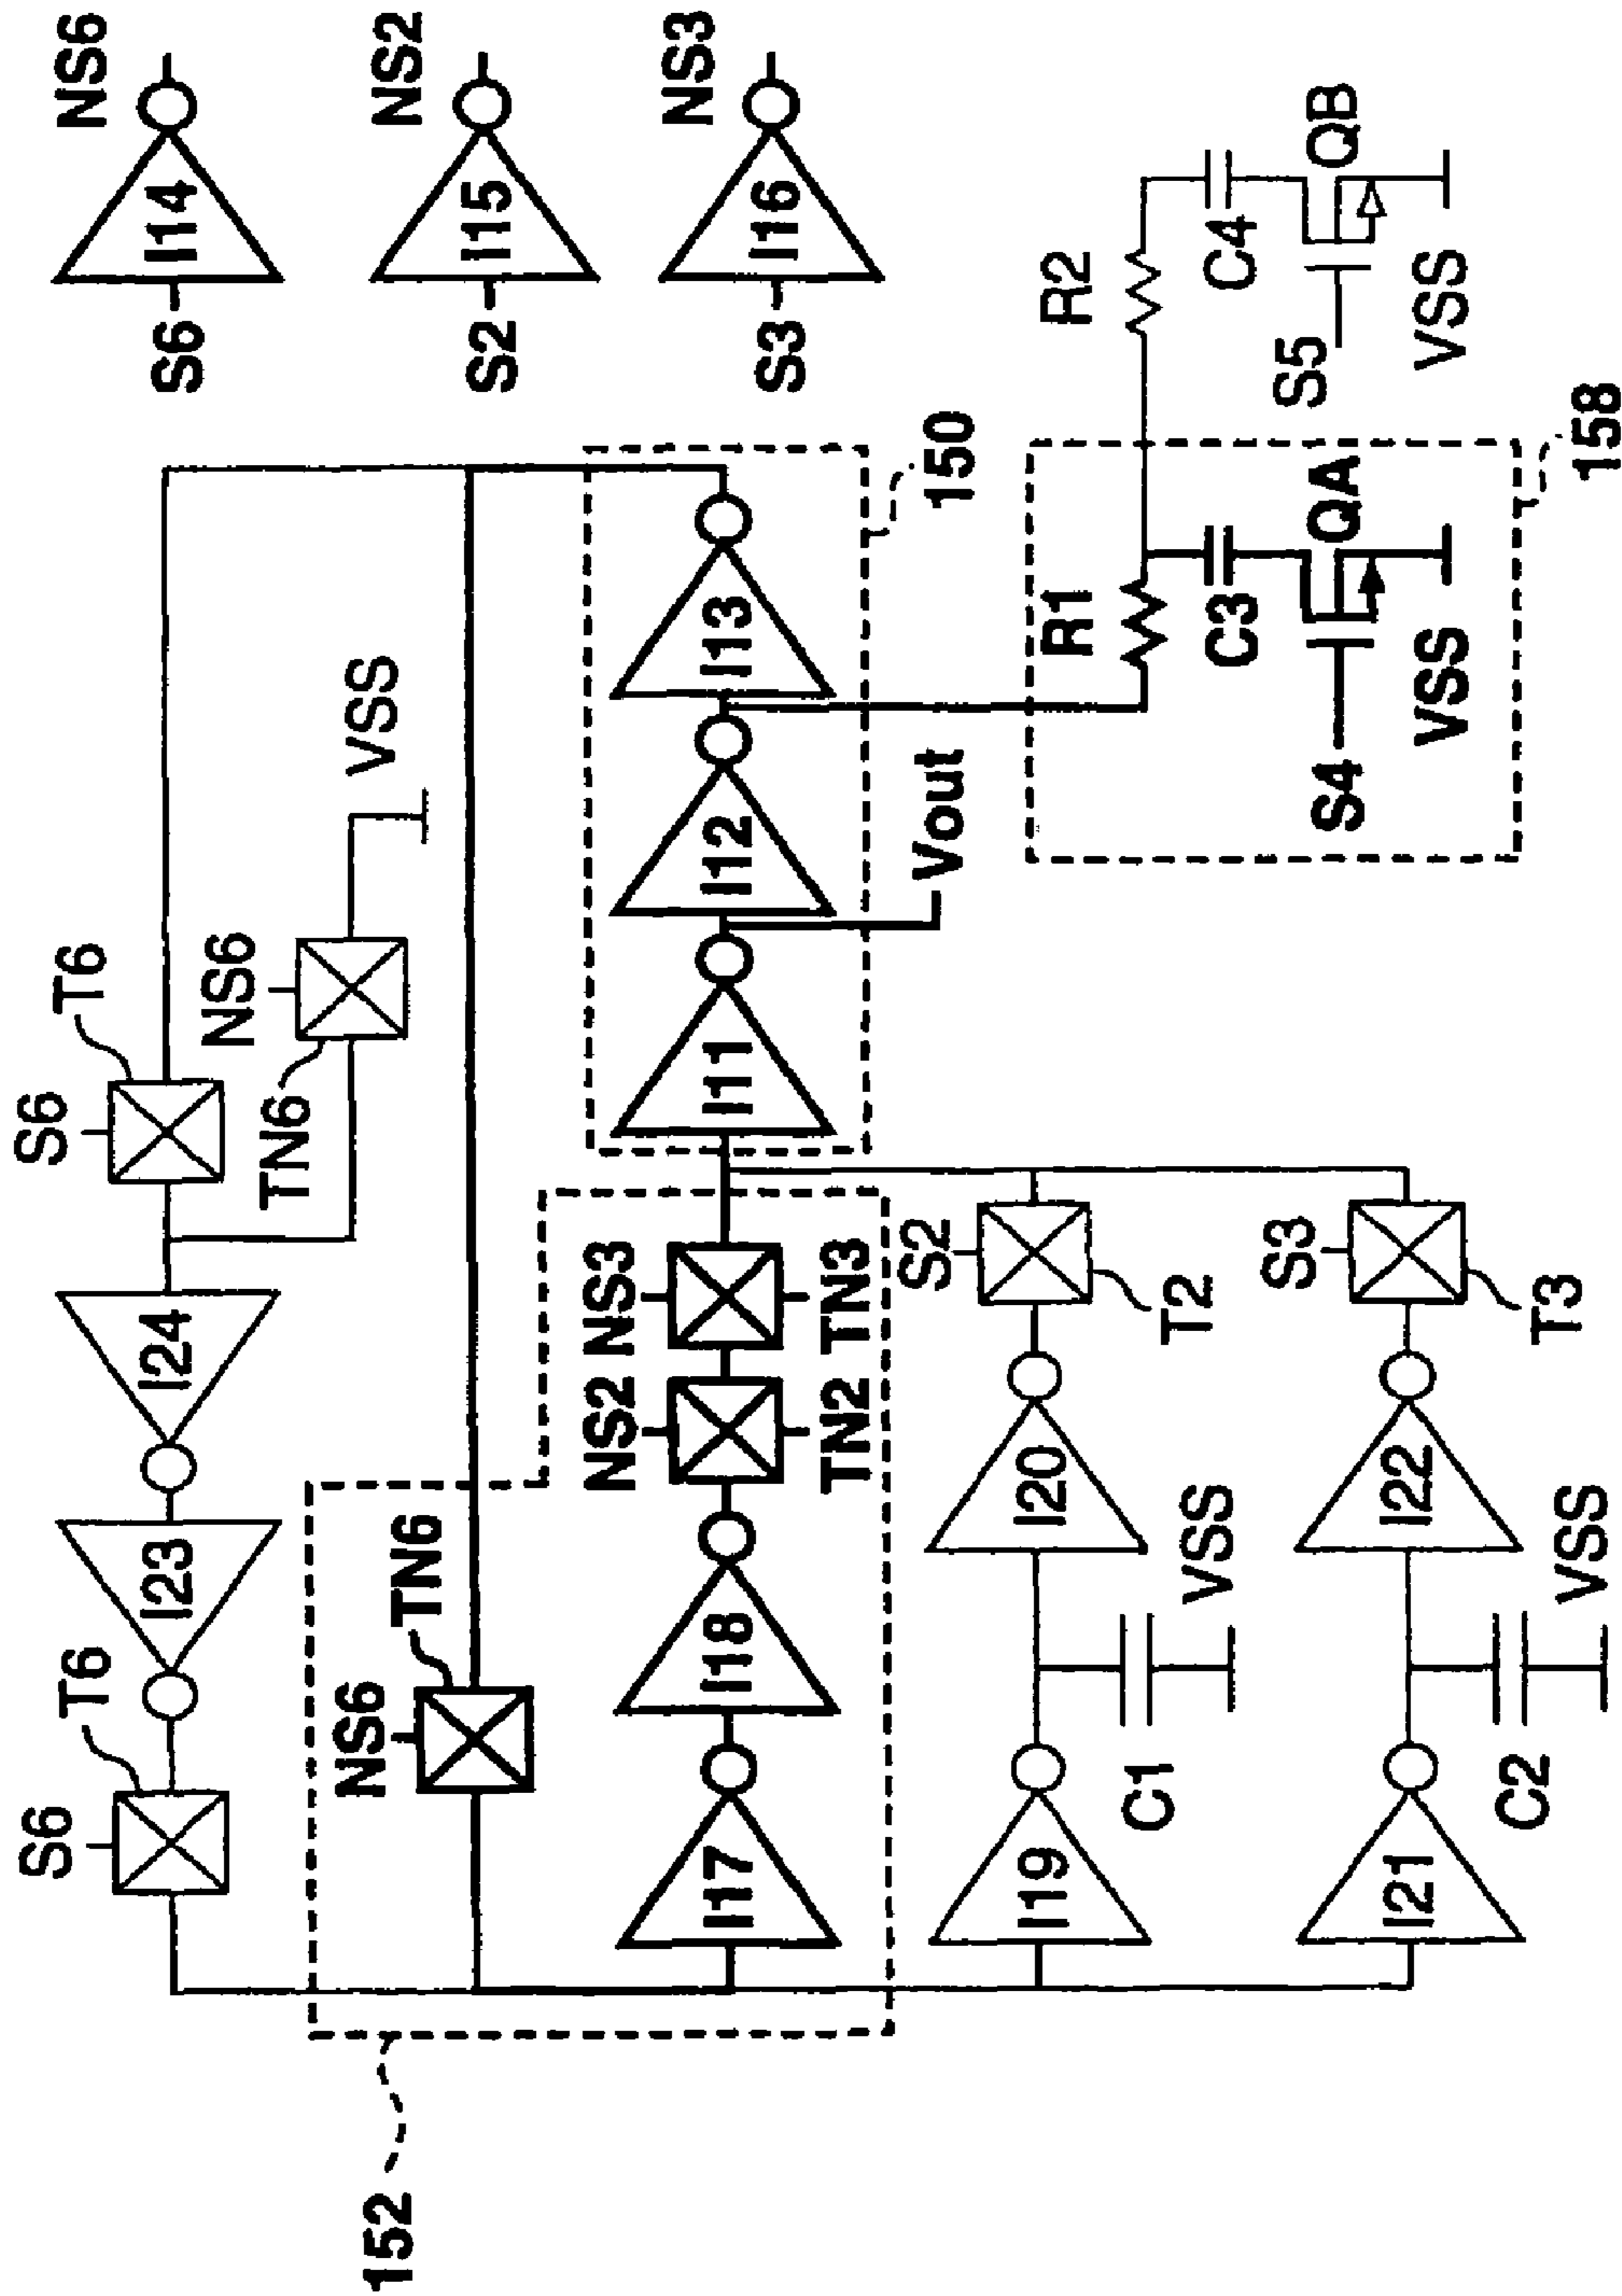 S6
T6
I23
I24
S6
T6
NS6
TN6
VSS
S6
I14
NS6
S2
I15
NS2
S3
I16
NS3
152
NS6
TN6
I17
I18
NS2
TN2
NS3
TN3
I11
I12
I13
150
Vout
I19
C1
VSS
I20
S2
T2
I21
C2
VSS
I22
S3
T3
R1
C3
S4
QA
VSS
158
R2
C4
S5
QB
VSS